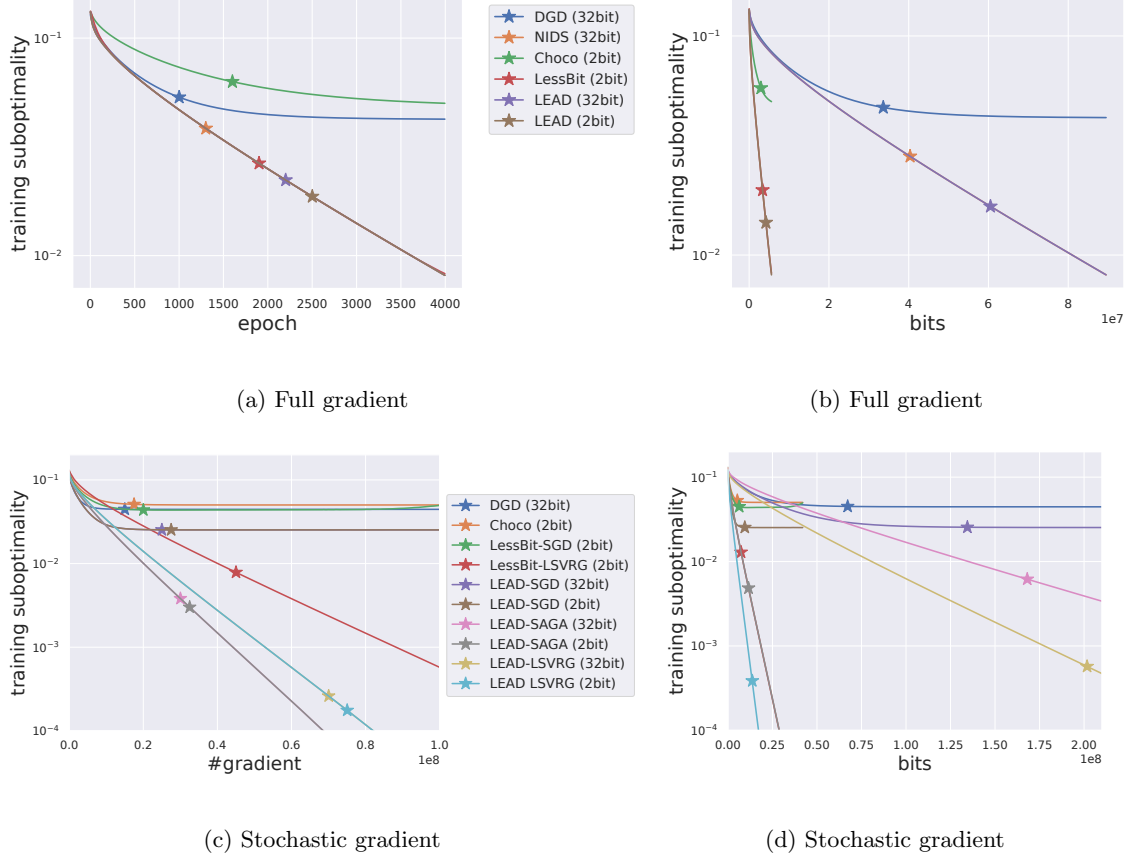 training suboptimality
10⁻¹
10⁻²
0 500 1000 1500 2000 2500 3000 3500 4000
epoch
DGD (32bit)
NIDS (32bit)
Choco (2bit)
LessBit (2bit)
LEAD (32bit)
LEAD (2bit)
training suboptimality
10⁻¹
10⁻²
0 2 4 6 8
1e7
bits
(a) Full gradient
(b) Full gradient
training suboptimality
10⁻¹
10⁻²
10⁻³
10⁻⁴
0.0 0.2 0.4 0.6 0.8 1.0
1e8
#gradient
DGD (32bit)
Choco (2bit)
LessBit-SGD (2bit)
LessBit-LSVRG (2bit)
LEAD-SGD (32bit)
LEAD-SGD (2bit)
LEAD-SAGA (32bit)
LEAD-SAGA (2bit)
LEAD-LSVRG (32bit)
LEAD LSVRG (2bit)
training suboptimality
10⁻¹
10⁻²
10⁻³
10⁻⁴
0.00 0.25 0.50 0.75 1.00 1.25 1.50 1.75 2.00
1e8
bits
(c) Stochastic gradient
(d) Stochastic gradient